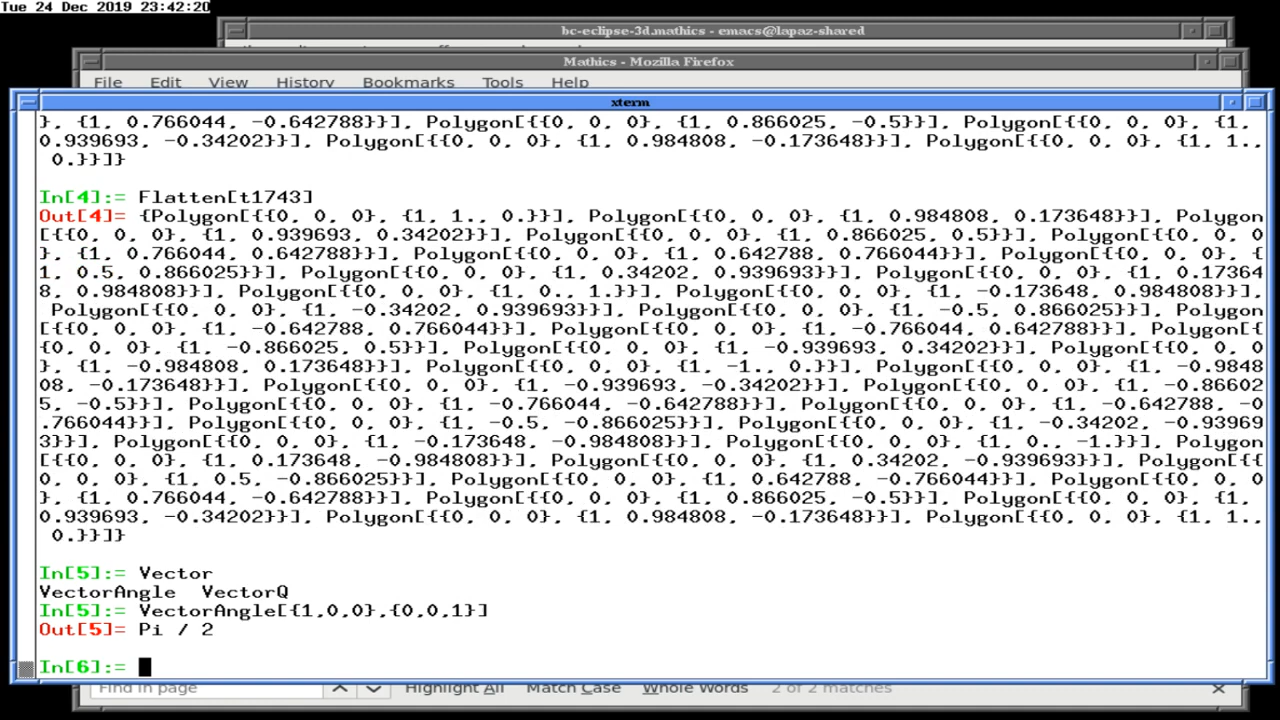 Tue 24 Dec 2019 23:42:20
bc-eclipse-3d.mathics - emacs@lapaz-shared
Mathics - Mozilla Firefox
File Edit View History Bookmarks Tools Help
xterm
}, {1, 0.766044, -0.642788}}], Polygon[{{0, 0, 0}, {1, 0.866025, -0.5}}], Polygon[{{0, 0, 0}, {1,
0.939693, -0.34202}}], Polygon[{{0, 0, 0}, {1, 0.984808, -0.173648}}], Polygon[{{0, 0, 0}, {1, 1.,
0.}}]}
In[4]:= Flatten[t1743]
Out[4]= {Polygon[{{0, 0, 0}, {1, 1., 0.}}], Polygon[{{0, 0, 0}, {1, 0.984808, 0.173648}}], Polygon
[{{0, 0, 0}, {1, 0.939693, 0.34202}}], Polygon[{{0, 0, 0}, {1, 0.866025, 0.5}}], Polygon[{{0, 0, 0
}, {1, 0.766044, 0.642788}}], Polygon[{{0, 0, 0}, {1, 0.642788, 0.766044}}], Polygon[{{0, 0, 0}, {
1, 0.5, 0.866025}}], Polygon[{{0, 0, 0}, {1, 0.34202, 0.939693}}], Polygon[{{0, 0, 0}, {1, 0.17364
8, 0.984808}}], Polygon[{{0, 0, 0}, {1, 0., 1.}}], Polygon[{{0, 0, 0}, {1, -0.173648, 0.984808}}],
Polygon[{{0, 0, 0}, {1, -0.34202, 0.939693}}], Polygon[{{0, 0, 0}, {1, -0.5, 0.866025}}], Polygon
[{{0, 0, 0}, {1, -0.642788, 0.766044}}], Polygon[{{0, 0, 0}, {1, -0.766044, 0.642788}}], Polygon[{
{0, 0, 0}, {1, -0.866025, 0.5}}], Polygon[{{0, 0, 0}, {1, -0.939693, 0.34202}}], Polygon[{{0, 0, 0
}, {1, -0.984808, 0.173648}}], Polygon[{{0, 0, 0}, {1, -1., 0.}}], Polygon[{{0, 0, 0}, {1, -0.9848
08, -0.173648}}], Polygon[{{0, 0, 0}, {1, -0.939693, -0.34202}}], Polygon[{{0, 0, 0}, {1, -0.86602
5, -0.5}}], Polygon[{{0, 0, 0}, {1, -0.766044, -0.642788}}], Polygon[{{0, 0, 0}, {1, -0.642788, -0
.766044}}], Polygon[{{0, 0, 0}, {1, -0.5, -0.866025}}], Polygon[{{0, 0, 0}, {1, -0.34202, -0.93969
3}}], Polygon[{{0, 0, 0}, {1, -0.173648, -0.984808}}], Polygon[{{0, 0, 0}, {1, 0., -1.}}], Polygon
[{{0, 0, 0}, {1, 0.173648, -0.984808}}], Polygon[{{0, 0, 0}, {1, 0.34202, -0.939693}}], Polygon[{{
0, 0, 0}, {1, 0.5, -0.866025}}], Polygon[{{0, 0, 0}, {1, 0.642788, -0.766044}}], Polygon[{{0, 0, 0
}, {1, 0.766044, -0.642788}}], Polygon[{{0, 0, 0}, {1, 0.866025, -0.5}}], Polygon[{{0, 0, 0}, {1,
0.939693, -0.34202}}], Polygon[{{0, 0, 0}, {1, 0.984808, -0.173648}}], Polygon[{{0, 0, 0}, {1, 1.,
0.}}]}
In[5]:= Vector
VectorAngle VectorQ
In[5]:= VectorAngle[{1,0,0},{0,0,1}]
Out[5]= Pi / 2
In[6]:=
Find in page Highlight All Match Case Whole Words 2 of 2 matches